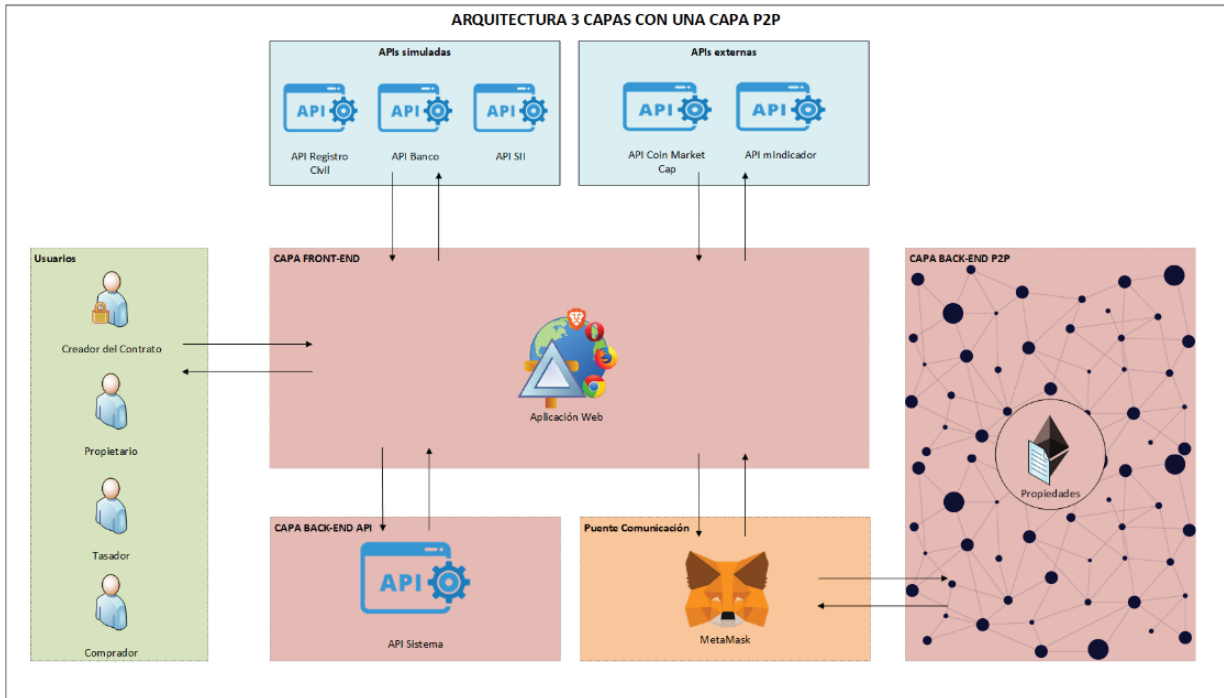 ARQUITECTURA 3 CAPAS CON UNA CAPA P2P
APIs simuladas
API
API
API
API Registro
Civil
API Banco
API SII
APIs externas
API
API
API Coin Market
Cap
API mindicador
Usuarios
Creador del Contrato
Propietario
Tasador
Comprador
CAPA FRONT-END
Aplicación Web
CAPA BACK-END API
API
API Sistema
Puente Comunicación
MetaMask
CAPA BACK-END P2P
Propiedades